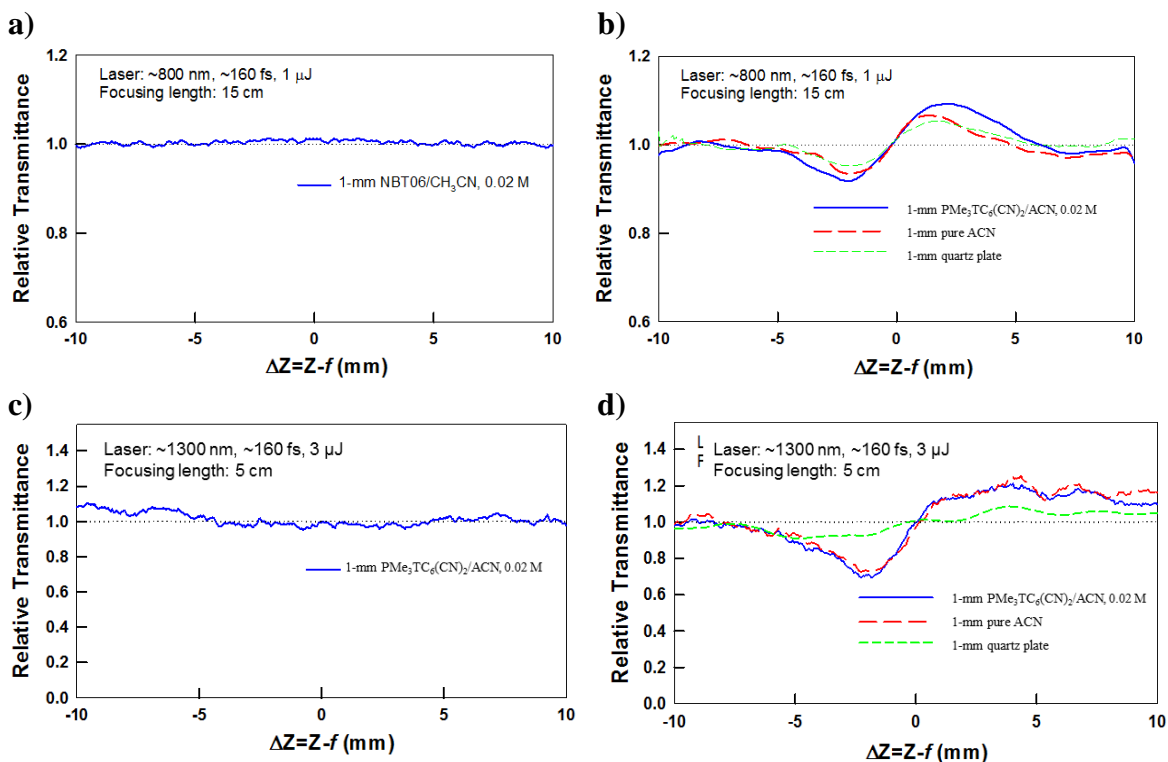 a)
1.2
1.0
0.8
0.6
Relative Transmittance
Laser: ~800 nm, ~160 fs, 1 μJ
Focusing length: 15 cm
1-mm NBT06/CH₃CN, 0.02 M
-10 -5 0 5 10
ΔZ=Z-f (mm)
b)
1.2
1.0
0.8
0.6
Relative Transmittance
Laser: ~800 nm, ~160 fs, 1 μJ
Focusing length: 15 cm
1-mm PMe₃TC₆(CN)₂/ACN, 0.02 M
1-mm pure ACN
1-mm quartz plate
-10 -5 0 5 10
ΔZ=Z-f (mm)
c)
1.4
1.2
1.0
0.8
0.6
0.4
0.2
0.0
Relative Transmittance
Laser: ~1300 nm, ~160 fs, 3 μJ
Focusing length: 5 cm
1-mm PMe₃TC₆(CN)₂/ACN, 0.02 M
-10 -5 0 5 10
ΔZ=Z-f (mm)
d)
1.4
1.2
1.0
0.8
0.6
0.4
0.2
0.0
Relative Transmittance
L Laser: ~1300 nm, ~160 fs, 3 μJ
F Focusing length: 5 cm
1-mm PMe₃TC₆(CN)₂/ACN, 0.02 M
1-mm pure ACN
1-mm quartz plate
-10 -5 0 5 10
ΔZ=Z-f (mm)